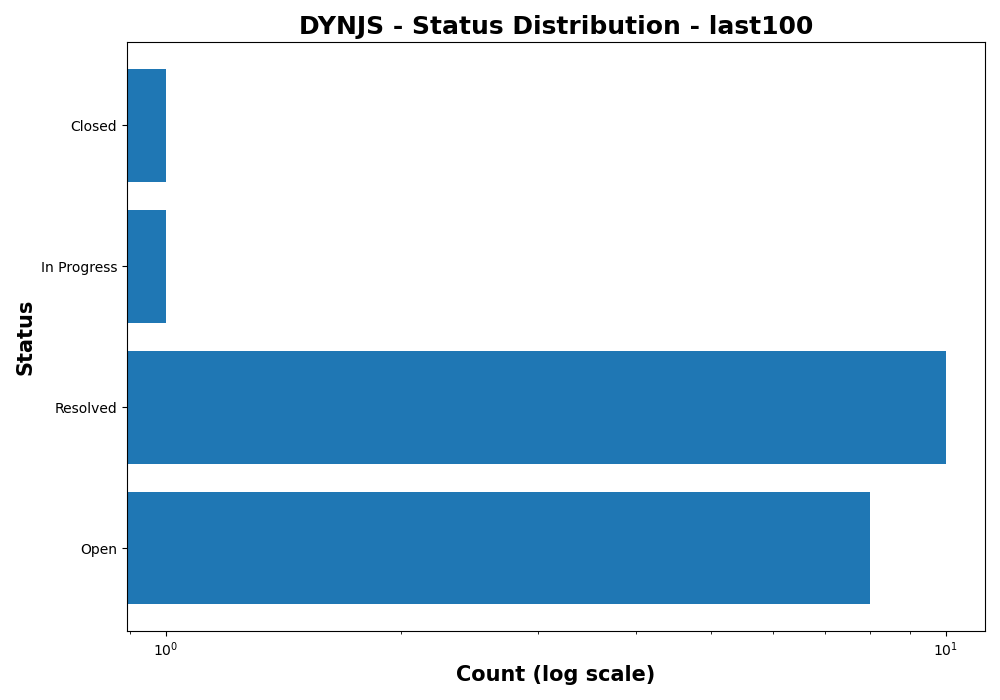 DYNJS - Status Distribution - last100
Closed
In Progress
Resolved
Open
Status
10⁰
10¹
Count (log scale)